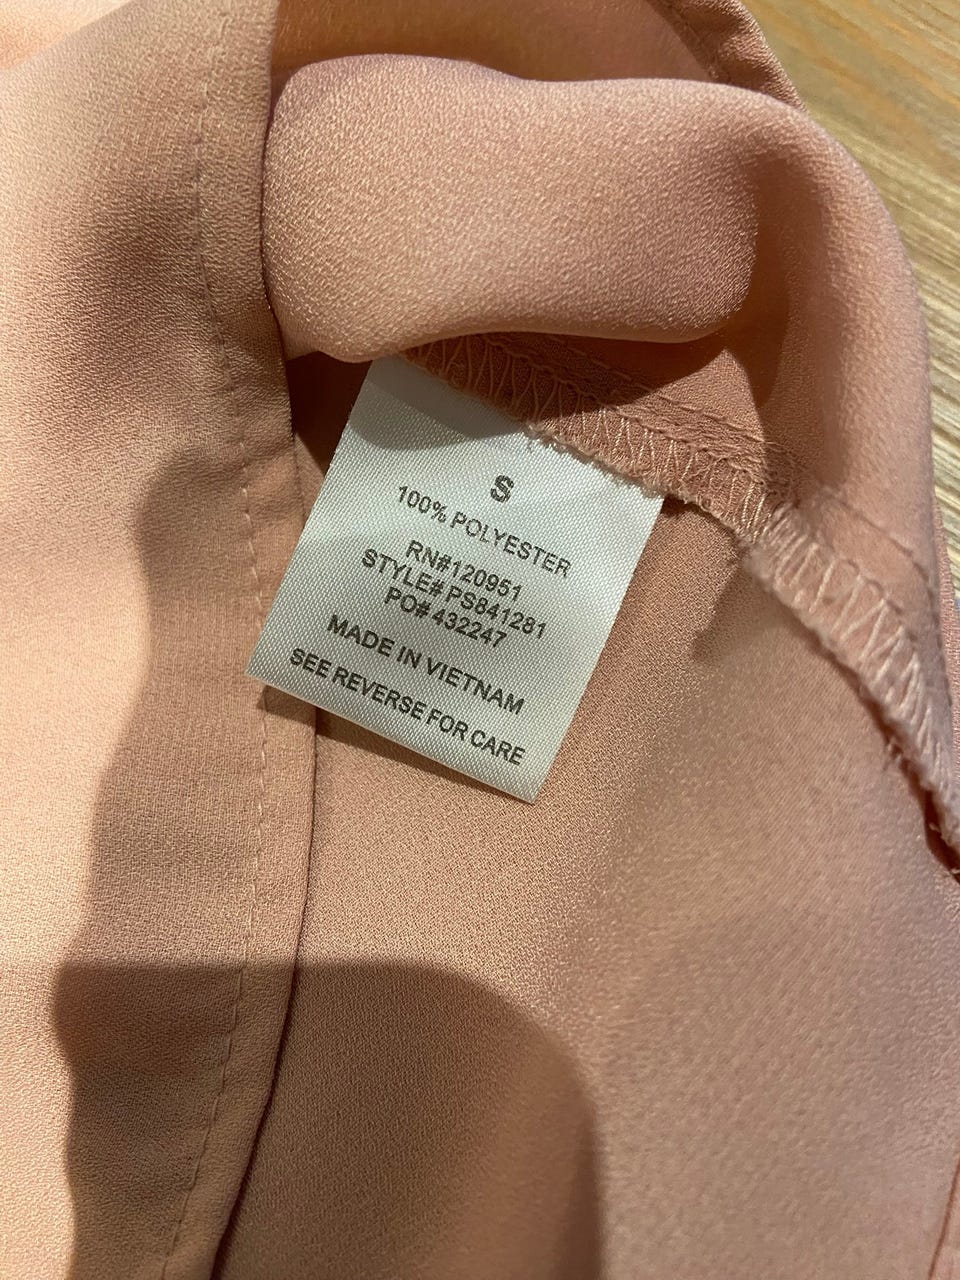 S
100% POLYESTER
RN#120951
STYLE# PS841281
PO# 432247
MADE IN VIETNAM
SEE REVERSE FOR CARE